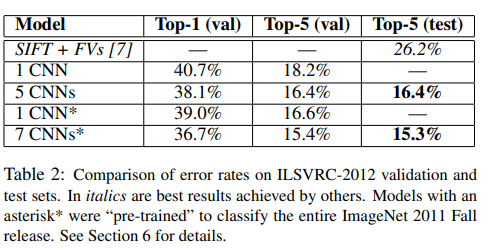 Model Top-1 (val) Top-5 (val) Top-5 (test)
SIFT + FVs [7] — — 26.2%
1 CNN 40.7% 18.2% —
5 CNNs 38.1% 16.4% 16.4%
1 CNN* 39.0% 16.6% —
7 CNNs* 36.7% 15.4% 15.3%
Table 2: Comparison of error rates on ILSVRC-2012 validation and
test sets. In italics are best results achieved by others. Models with an
asterisk* were “pre-trained” to classify the entire ImageNet 2011 Fall
release. See Section 6 for details.